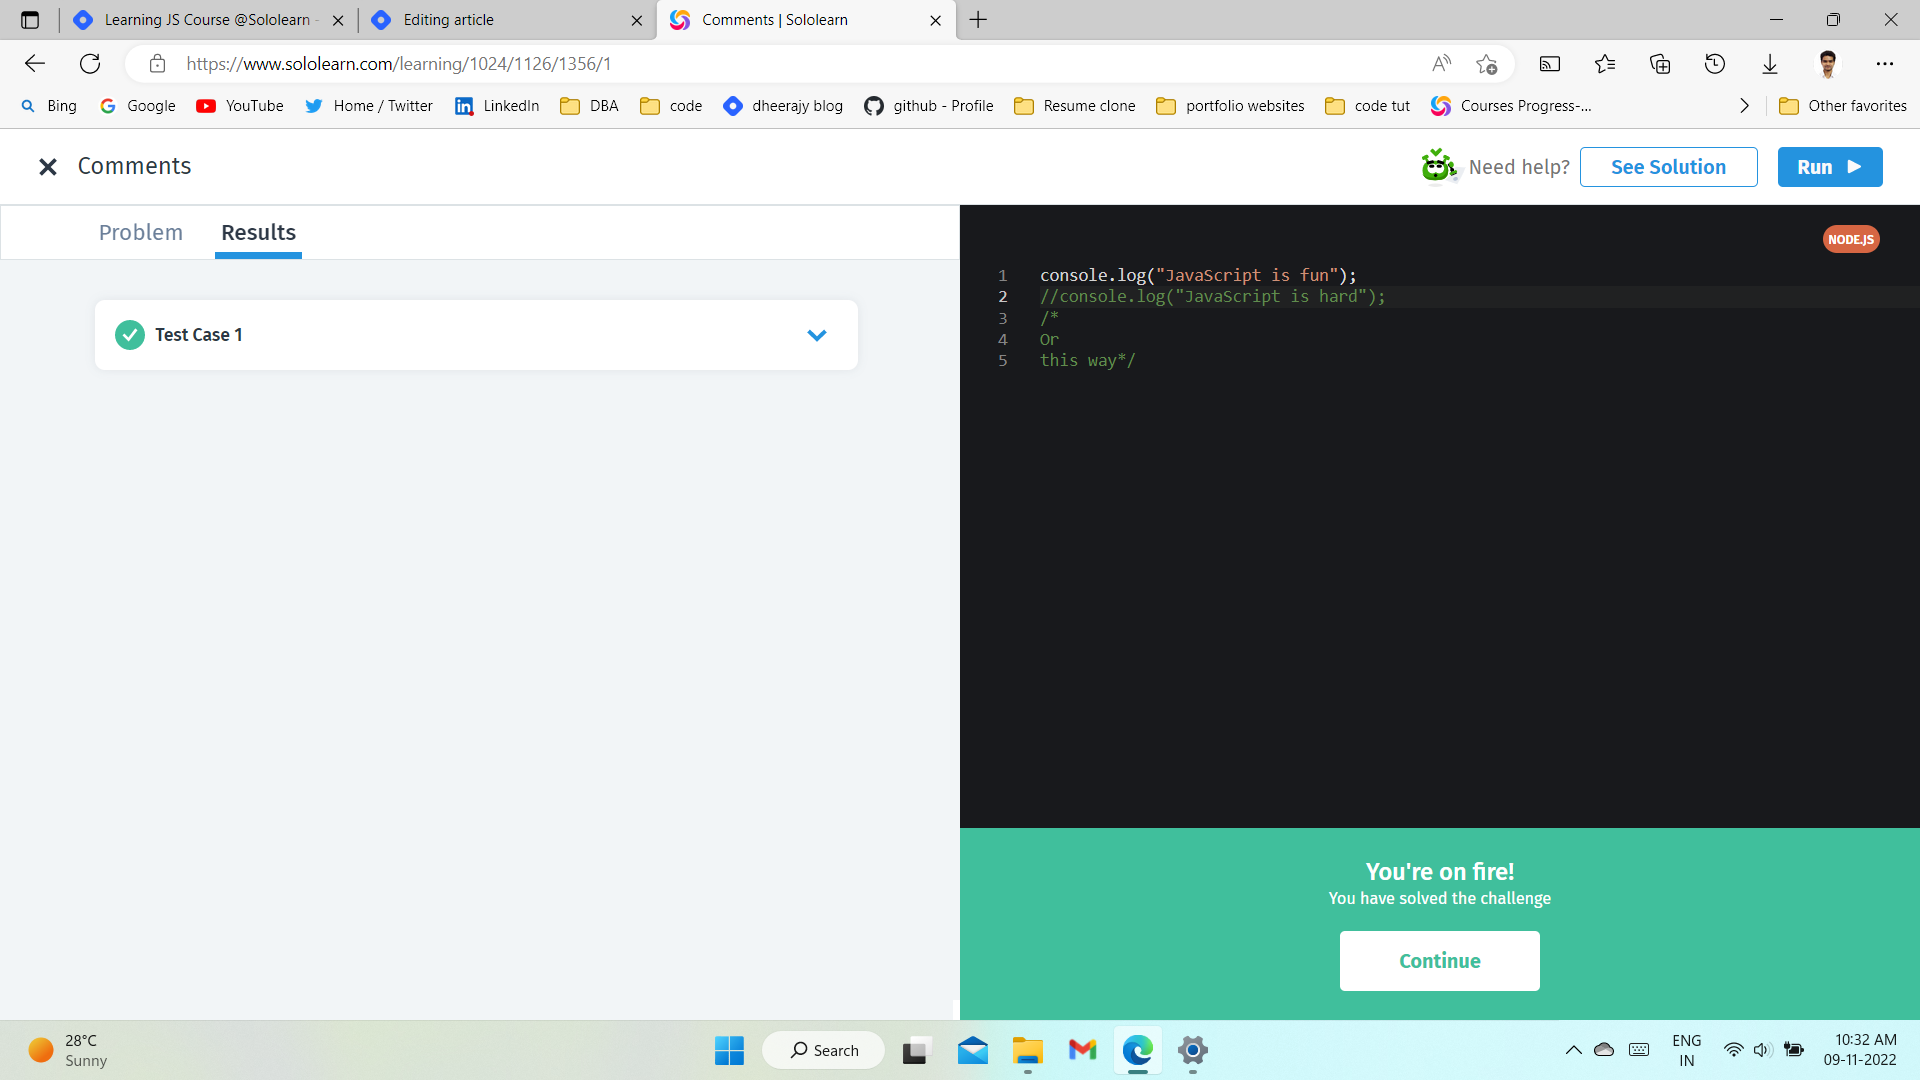 Learning JS Course @Sololearn -
Editing article
Comments | Sololearn
https://www.sololearn.com/learning/1024/1126/1356/1
Bing
Google
YouTube
Home / Twitter
LinkedIn
DBA
code
dheerajy blog
github - Profile
Resume clone
portfolio websites
code tut
Courses Progress-...
Other favorites
Comments
Need help?
See Solution
Run
Problem
Results
Test Case 1
NODE.JS
1 console.log("JavaScript is fun");
2 //console.log("JavaScript is hard");
3 /*
4 Or
5 this way*/
You're on fire!
You have solved the challenge
Continue
28°C
Sunny
Search
ENG
IN
10:32 AM
09-11-2022